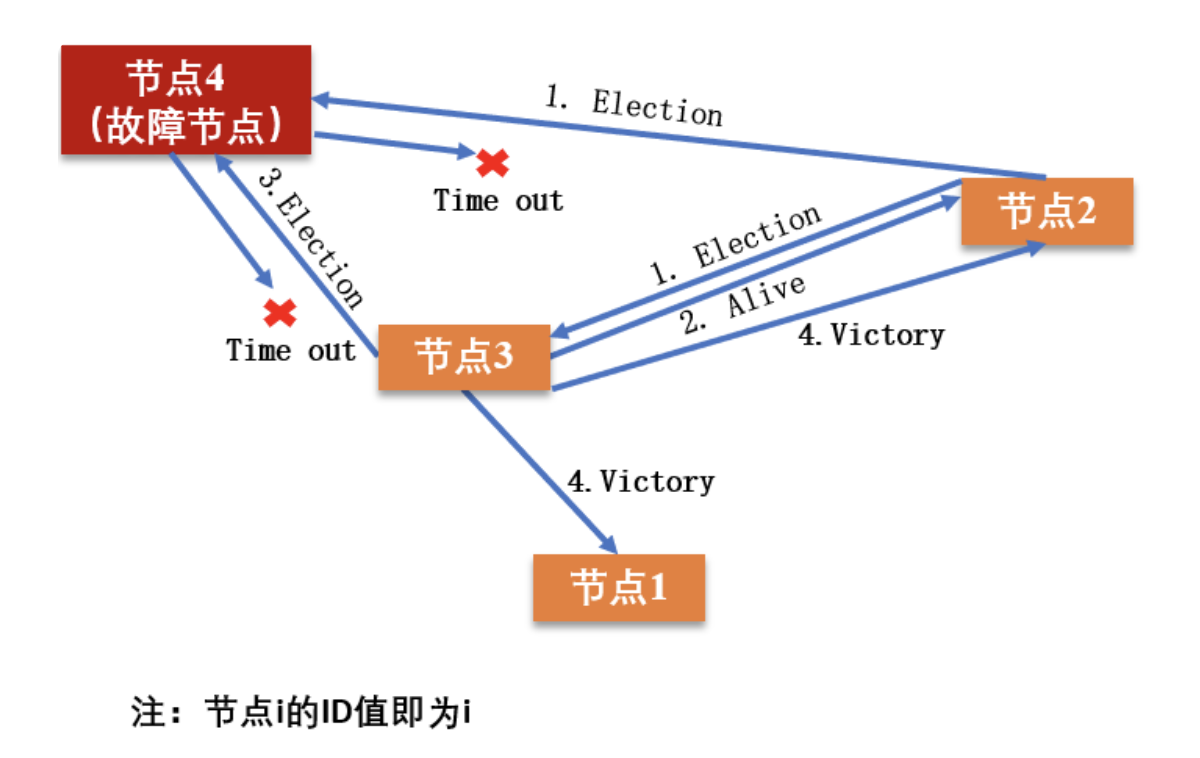 节点4
（故障节点）
1. Election
Time out
3.Election
节点2
1. Election
2. Alive
4.Victory
Time out
节点3
4.Victory
节点1
注：节点i的ID值即为i